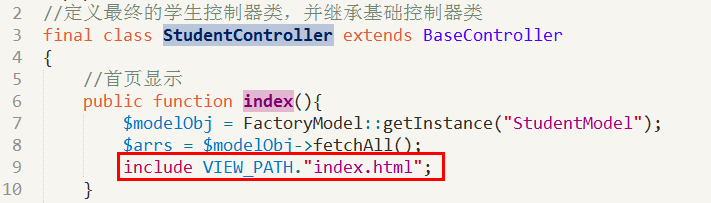 2 //定义最终的学生控制器类，并继承基础控制器类
3 final class StudentController extends BaseController
4 {
5 //首页显示
6 public function index(){
7 $modelObj = FactoryModel::getInstance("StudentModel");
8 $arrs = $modelObj->fetchAll();
9 include VIEW_PATH."index.html";
10 }